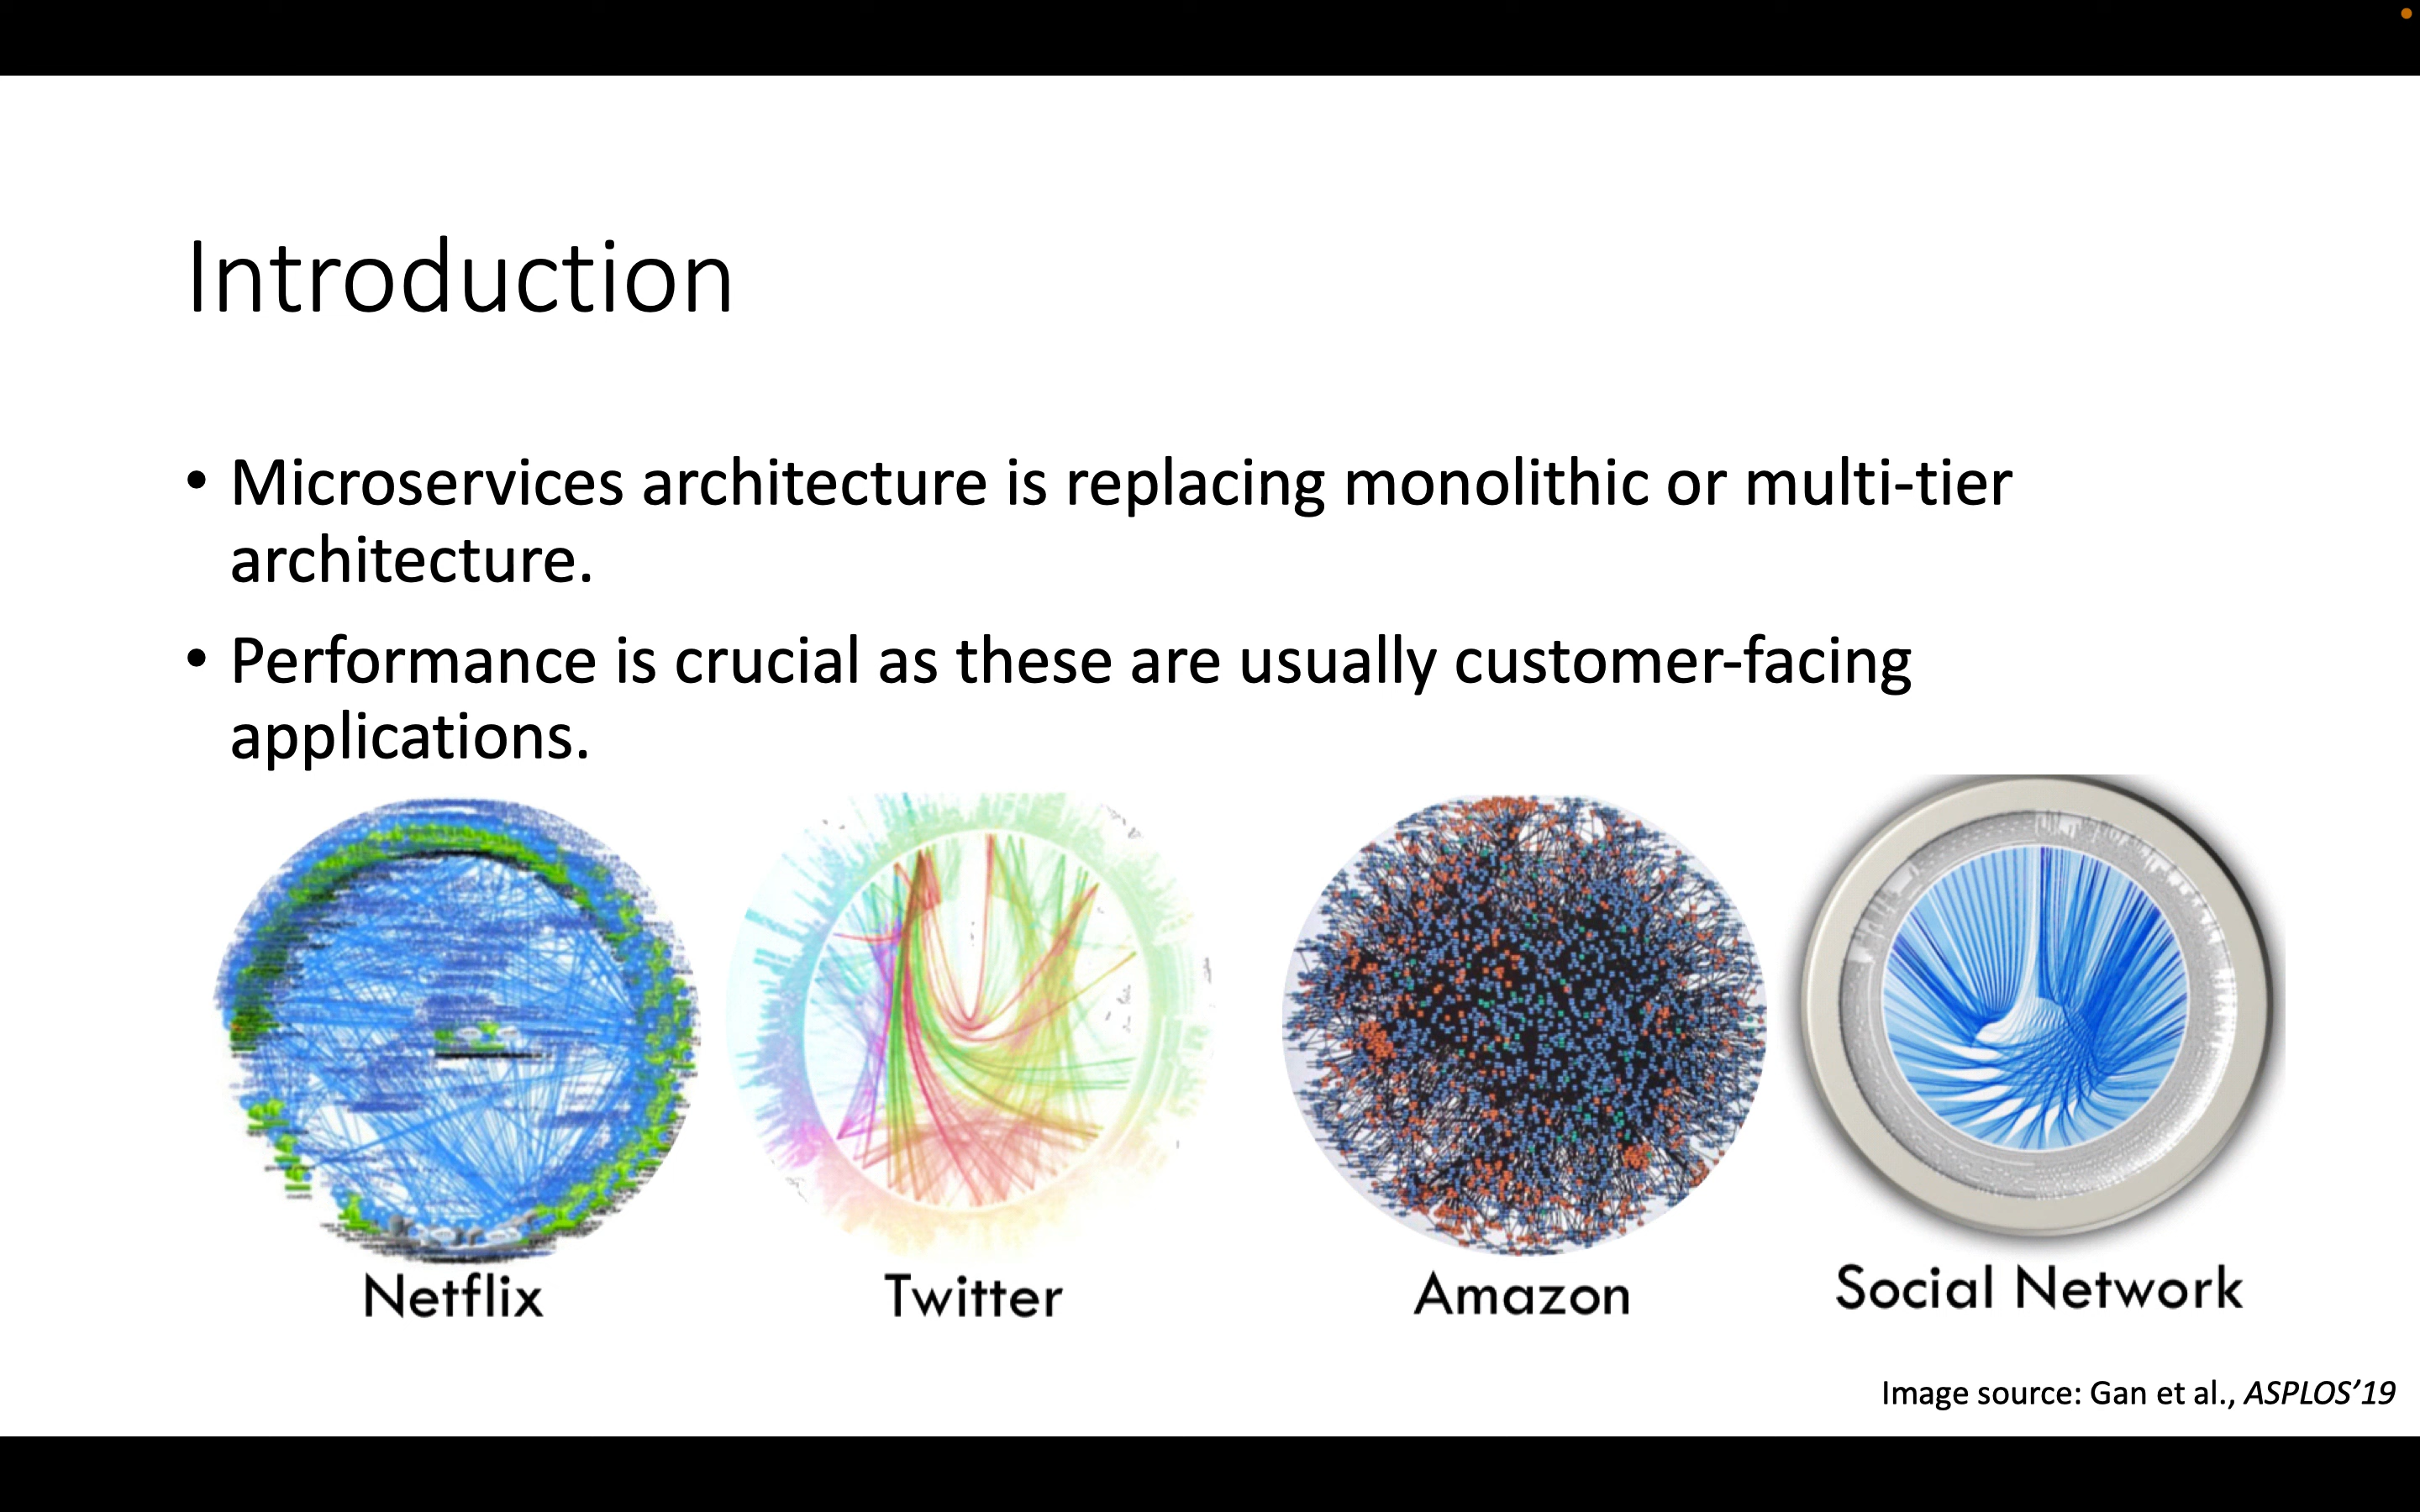 Introduction
• Microservices architecture is replacing monolithic or multi-tier
architecture.
• Performance is crucial as these are usually customer-facing
applications.
Netflix
Twitter
Amazon
Social Network
Image source: Gan et al., ASPLOS’19